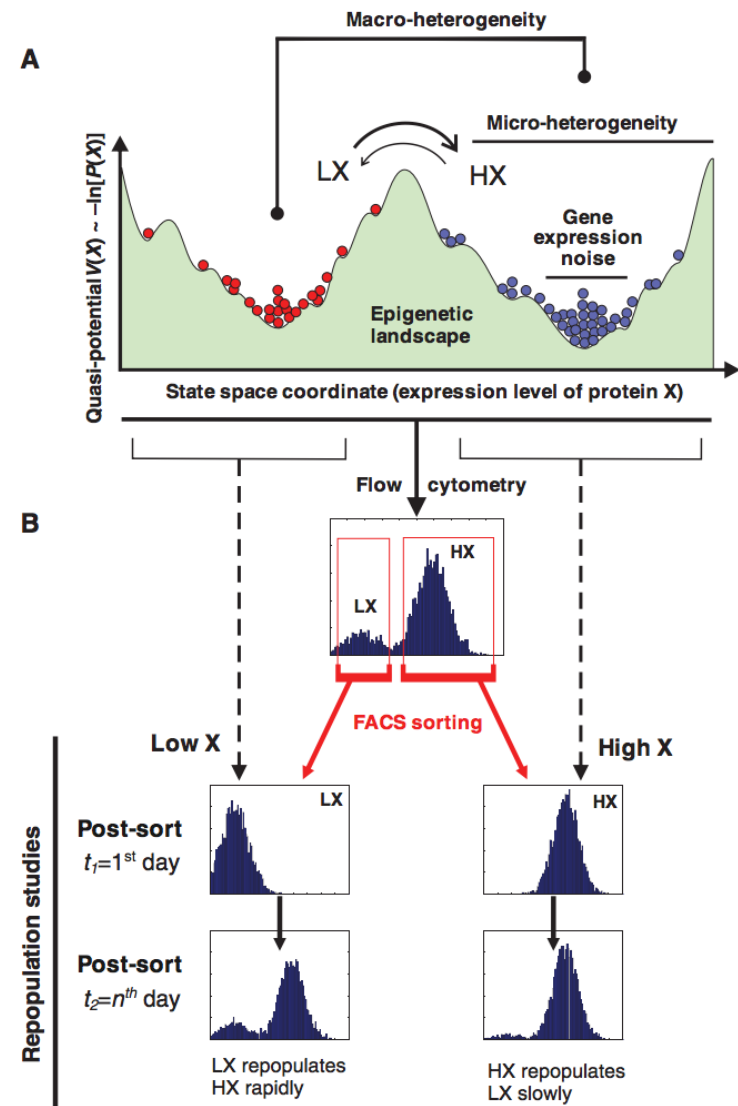 Macro-heterogeneity
A
Micro-heterogeneity
LX
HX
Gene
expression
noise
Quasi-potential V(X) ~ –ln[P(X)]
Epigenetic
landscape
State space coordinate (expression level of protein X)
Flow cytometry
B
HX
LX
FACS sorting
Low X
High X
LX
HX
Post-sort
t1=1st day
Post-sort
t2=nth day
Repopulation studies
LX repopulates
HX rapidly
HX repopulates
LX slowly